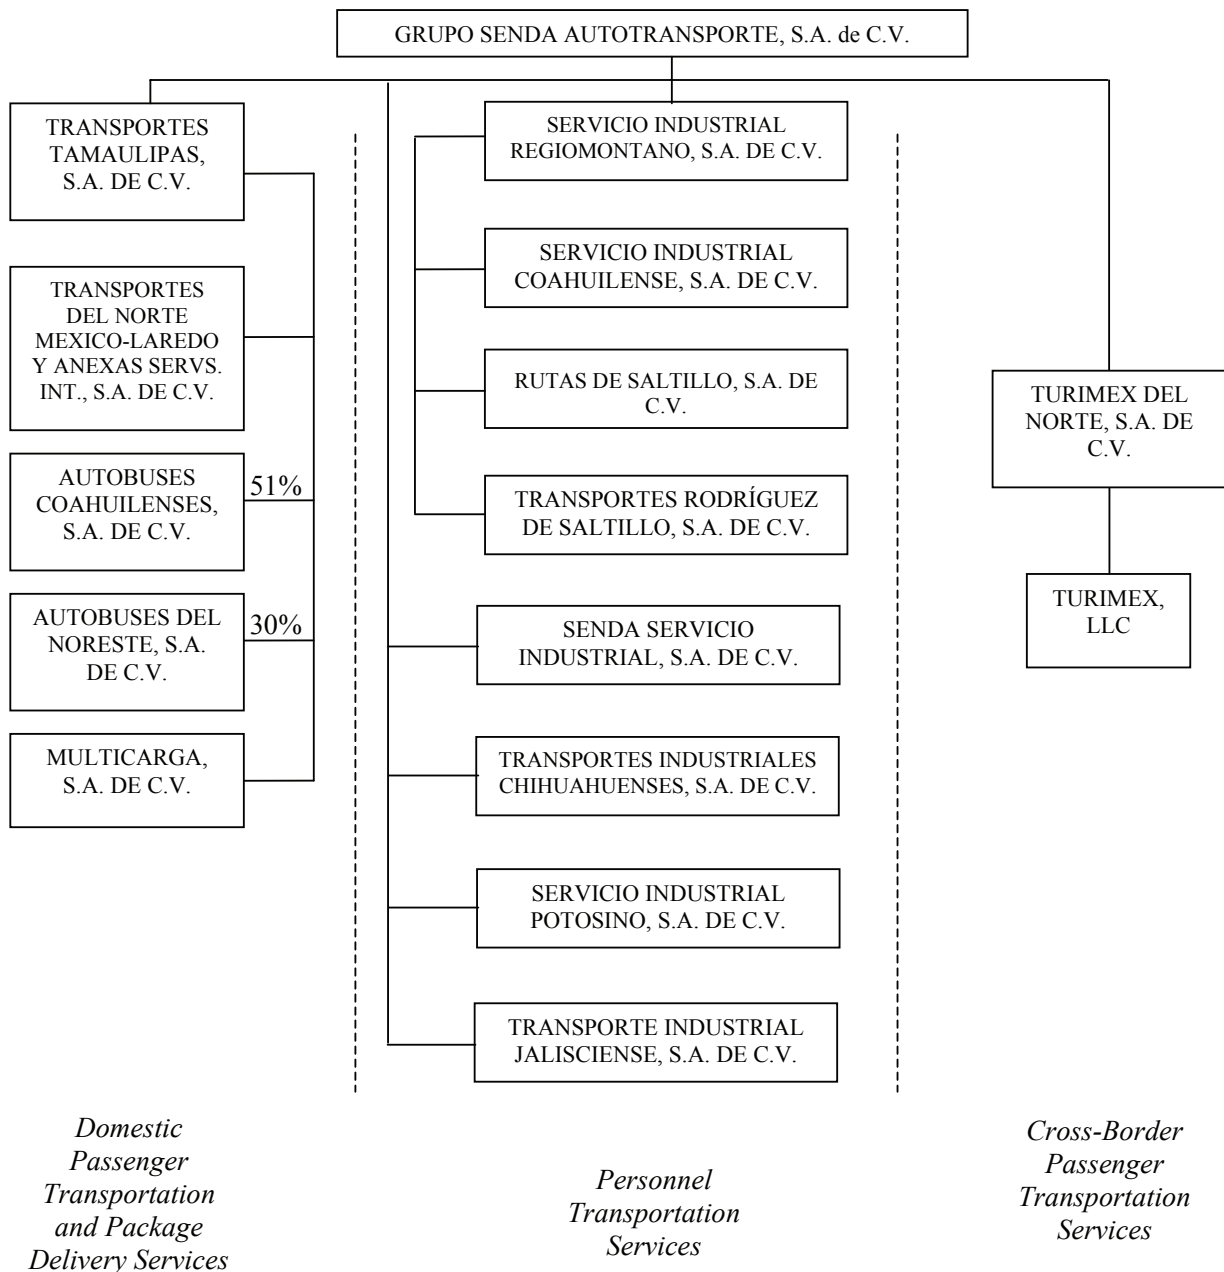 GRUPO SENDA AUTOTRANSPORTE, S.A. de C.V.
TRANSPORTES
TAMAULIPAS,
S.A. DE C.V.
TRANSPORTES
DEL NORTE
MEXICO-LAREDO
Y ANEXAS SERVS.
INT., S.A. DE C.V.
AUTOBUSES
COAHUILENSES,
S.A. DE C.V.
51%
AUTOBUSES DEL
NORESTE, S.A.
DE C.V.
30%
MULTICARGA,
S.A. DE C.V.
SERVICIO INDUSTRIAL
REGIOMONTANO, S.A. DE C.V.
SERVICIO INDUSTRIAL
COAHUILENSE, S.A. DE C.V.
RUTAS DE SALTILLO, S.A. DE
C.V.
TRANSPORTES RODRÍGUEZ
DE SALTILLO, S.A. DE C.V.
SENDA SERVICIO
INDUSTRIAL, S.A. DE C.V.
TRANSPORTES INDUSTRIALES
CHIHUAHUENSES, S.A. DE C.V.
SERVICIO INDUSTRIAL
POTOSINO, S.A. DE C.V.
TRANSPORTE INDUSTRIAL
JALISCIENSE, S.A. DE C.V.
TURIMEX DEL
NORTE, S.A. DE
C.V.
TURIMEX,
LLC
Domestic
Passenger
Transportation
and Package
Delivery Services
Personnel
Transportation
Services
Cross-Border
Passenger
Transportation
Services